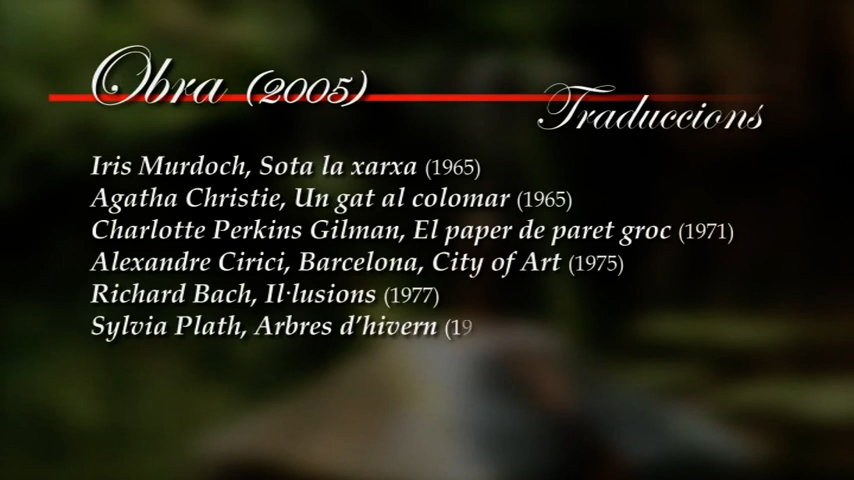 Obra (2005)
Traduccions
Iris Murdoch, Sota la xarxa (1965)
Agatha Christie, Un gat al colomar (1965)
Charlotte Perkins Gilman, El paper de paret groc (1971)
Alexandre Cirici, Barcelona, City of Art (1975)
Richard Bach, Il·lusions (1977)
Sylvia Plath, Arbres d’hivern (19